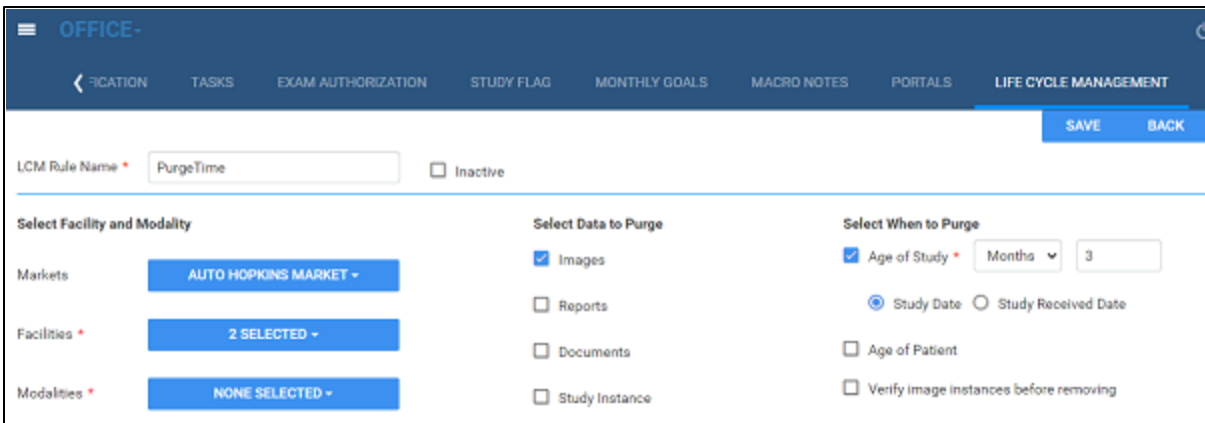 OFFICE
TASKS EXAM AUTHORIZATION STUDY FLAG MONTHLY GOALS MACRO NOTES PORTALS LIFE CYCLE MANAGEMENT
SAVE BACK
LCM Rule Name * PurgeTime Inactive
Select Facility and Modality Select Data to Purge Select When to Purge
Markets AUTO HOPKINS MARKET Images Age of Study * Months 3
Reports Study Date Study Received Date
Facilities * 2 SELECTED
Documents Age of Patient
Modalities * NONE SELECTED Study Instance Verify image instances before removing